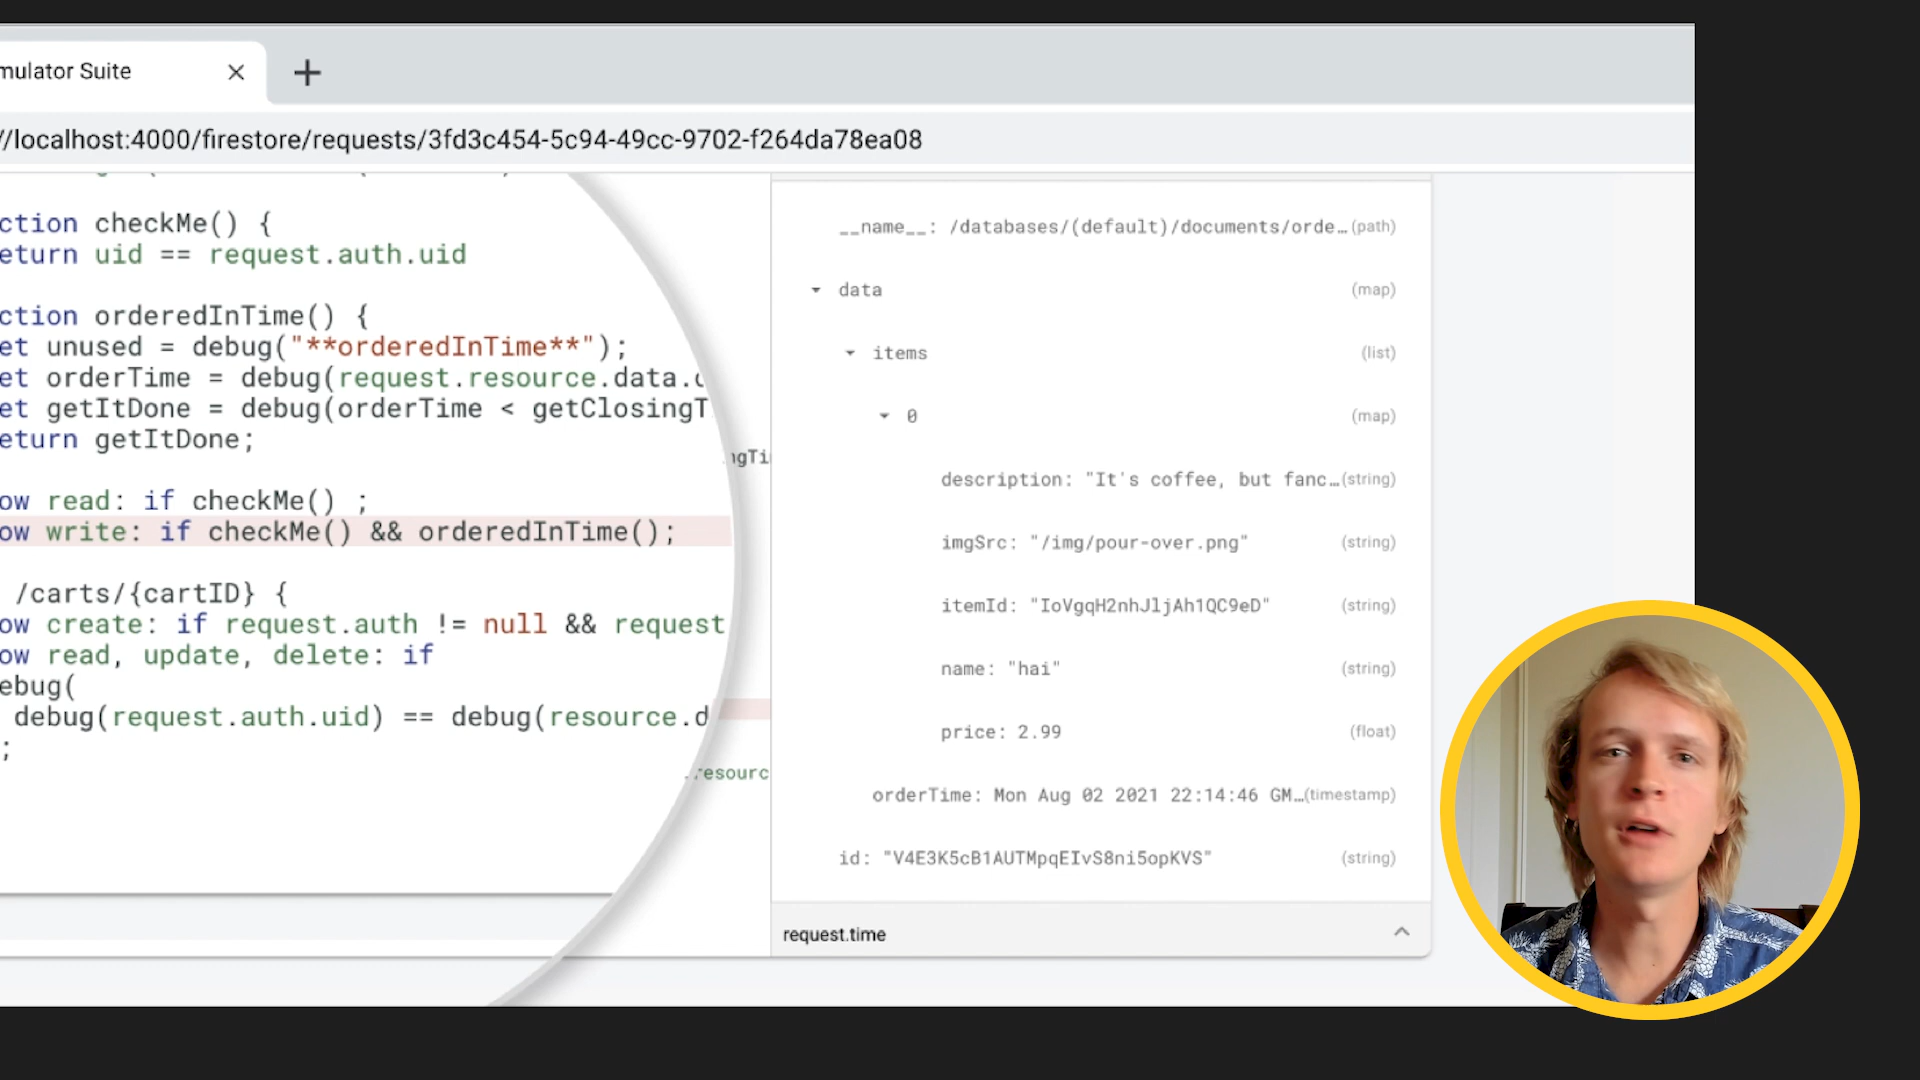 mulator Suite
//localhost:4000/firestore/requests/3fd3c454-5c94-49cc-9702-f264da78ea08
ction checkMe() {
eturn uid == request.auth.uid
ction orderedInTime() {
et unused = debug("**orderedInTime**");
et orderTime = debug(request.resource.data.o
et getItDone = debug(orderTime < getClosingT
eturn getItDone;
ow read: if checkMe() ;
ow write: if checkMe() && orderedInTime();
/carts/{cartID} {
ow create: if request.auth != null && request
ow read, update, delete: if
ebug(
debug(request.auth.uid) == debug(resource.d
;
ngTi
.resourc
__name__: /databases/(default)/documents/orde… (path)
data (map)
items (list)
0 (map)
description: "It's coffee, but fanc… (string)
imgSrc: "/img/pour-over.png" (string)
itemId: "IoVgqH2nhJljAh1QC9eD" (string)
name: "hai" (string)
price: 2.99 (float)
orderTime: Mon Aug 02 2021 22:14:46 GM… (timestamp)
id: "V4E3K5cB1AUTMpqEIvS8ni5opKVS" (string)
request.time